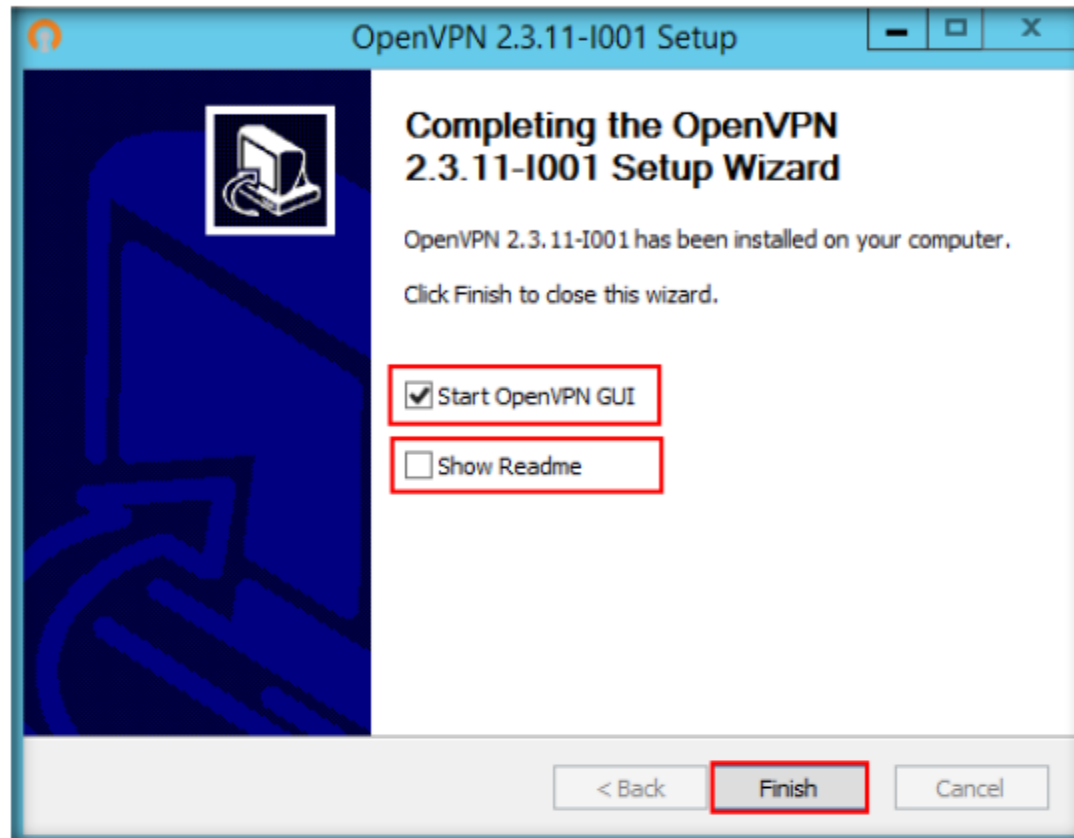 OpenVPN 2.3.11-I001 Setup
Completing the OpenVPN
2.3.11-I001 Setup Wizard
OpenVPN 2.3.11-I001 has been installed on your computer.
Click Finish to close this wizard.
Start OpenVPN GUI
Show Readme
< Back Finish Cancel